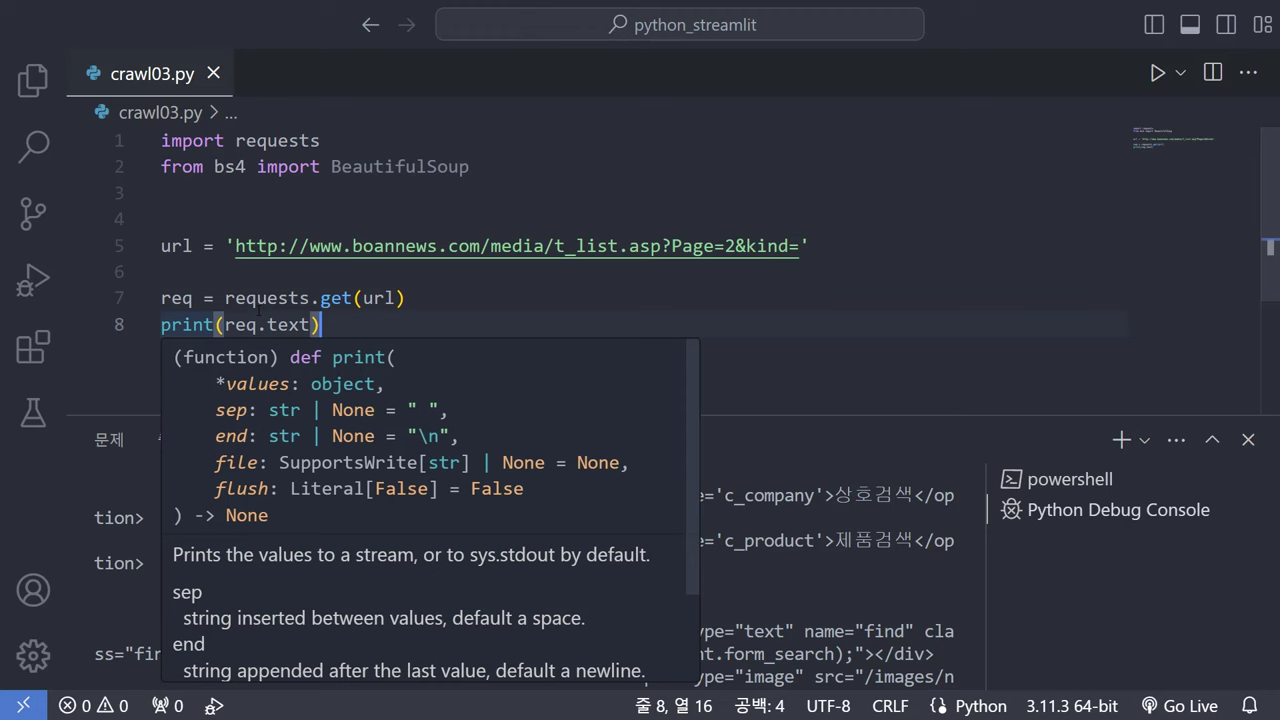 python_streamlit
crawl03.py
crawl03.py > ...
1 import requests
2 from bs4 import BeautifulSoup
3
4
5 url = 'http://www.boannews.com/media/t_list.asp?Page=2&kind='
6
7 req = requests.get(url)
8 print(req.text)
(function) def print(
*values: object,
sep: str | None = " ",
end: str | None = "\n",
file: SupportsWrite[str] | None = None,
flush: Literal[False] = False
) -> None
Prints the values to a stream, or to sys.stdout by default.
sep
string inserted between values, default a space.
end
string appended after the last value, default a newline.
문제
='c_company'>상호검색</op
tion>
='c_product'>제품검색</op
tion>
ype="text" name="find" cla
ss="fin
nt.form_search);"></div>
ype="image" src="/images/n
powershell
Python Debug Console
0 0 0
줄 8, 열 16
공백: 4
UTF-8
CRLF
Python
3.11.3 64-bit
Go Live